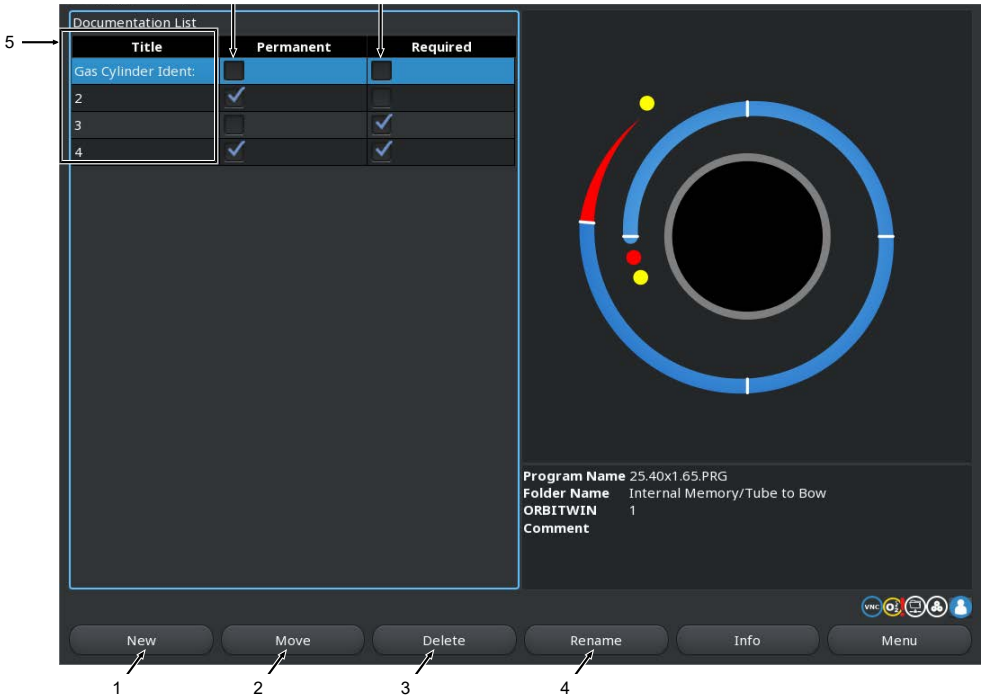 Documentation List
5
Title Permanent Required
Gas Cylinder Ident:
2
3
4
Program Name 25.40x1.65.PRG
Folder Name Internal Memory/Tube to Bow
ORBITWIN 1
Comment
VNC
New Move Delete Rename Info Menu
1 2 3 4